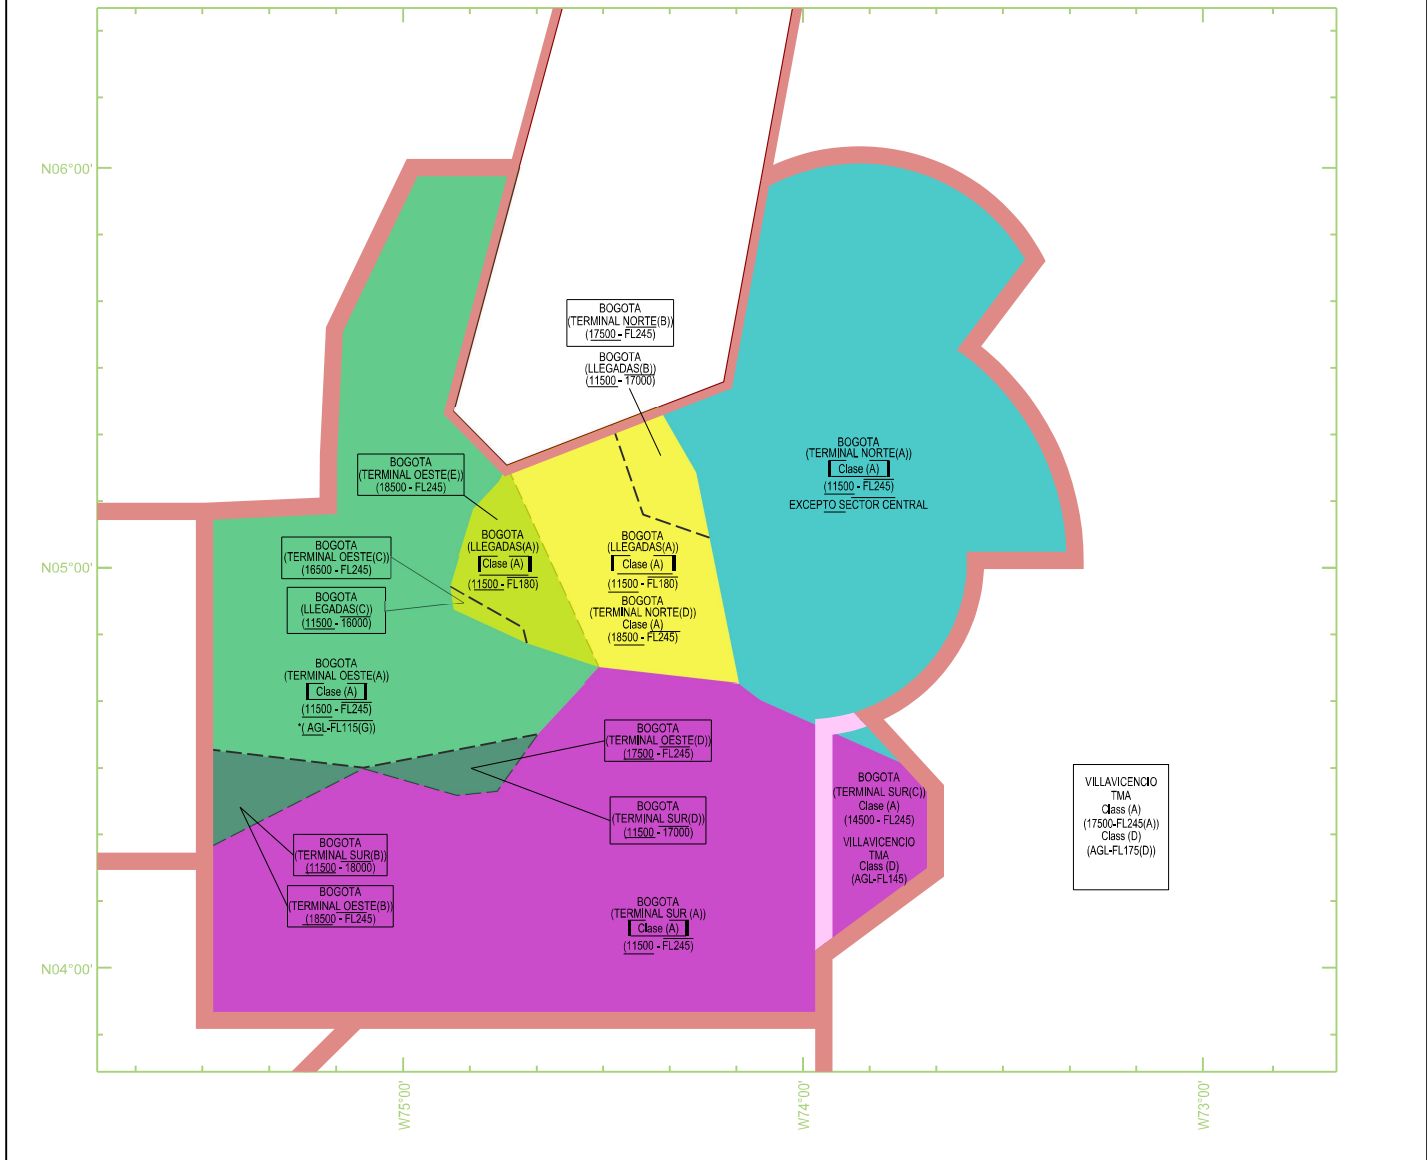 N06°00'
N05°00'
N04°00'
W75°00'
W74°00'
W73°00'
BOGOTA
(TERMINAL NORTE(B))
(17500 - FL245)
BOGOTA
(LLEGADAS(B))
(11500 - 17000)
BOGOTA
(TERMINAL NORTE(A))
Clase (A)
(11500 - FL245)
EXCEPTO SECTOR CENTRAL
BOGOTA
(TERMINAL OESTE(E))
(18500 - FL245)
BOGOTA
(LLEGADAS(A))
Clase (A)
(11500 - FL180)
BOGOTA
(LLEGADAS(A))
Clase (A)
(11500 - FL180)
BOGOTA
(TERMINAL NORTE(D))
Clase (A)
(18500 - FL245)
BOGOTA
(TERMINAL OESTE(C))
(16500 - FL245)
BOGOTA
(LLEGADAS(C))
(11500 - 16000)
BOGOTA
(TERMINAL OESTE(A))
Clase (A)
(11500 - FL245)
*( AGL-FL115(G))
BOGOTA
(TERMINAL OESTE(D))
(17500 - FL245)
BOGOTA
(TERMINAL SUR(D))
(11500 - 17000)
BOGOTA
(TERMINAL SUR(B))
(11500 - 18000)
BOGOTA
(TERMINAL OESTE(B))
(18500 - FL245)
BOGOTA
(TERMINAL SUR (A))
Clase (A)
(11500 - FL245)
BOGOTA
(TERMINAL SUR(C))
Clase (A)
(14500 - FL245)
VILLAVICENCIO
TMA
Class (D)
(AGL-FL145)
VILLAVICENCIO
TMA
Class (A)
(17500-FL245(A))
Class (D)
(AGL-FL175(D))